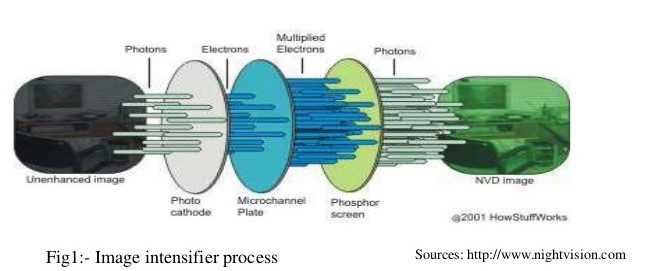 Multiplied
Electrons
Photons
Electrons
Photons
Unenhanced image
NVD image
Photo
cathode
Microchannel
Plate
Phosphor
screen
@2001 HowStuffWorks
Fig1:- Image intensifier process
Sources: http://www.nightvision.com